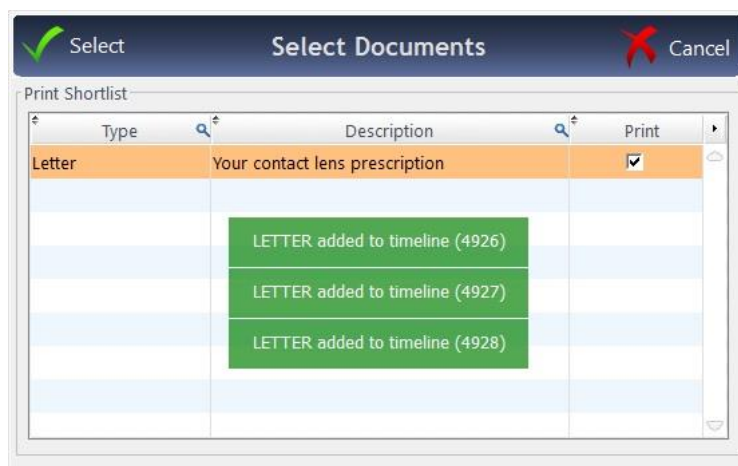 Select Select Documents Cancel
Print Shortlist
Type Description Print
Letter Your contact lens prescription
LETTER added to timeline (4926)
LETTER added to timeline (4927)
LETTER added to timeline (4928)